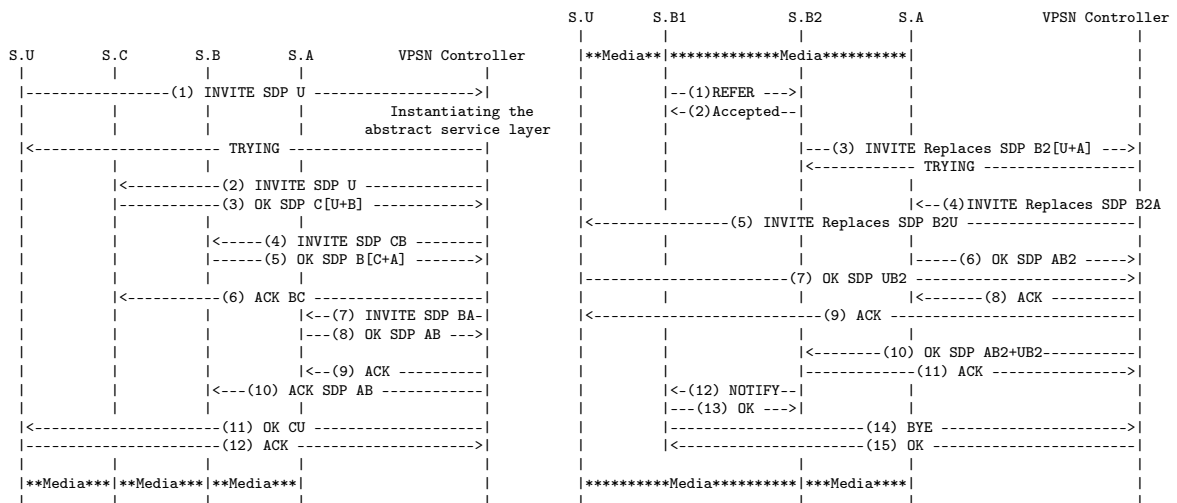 S.U S.C S.B S.A VPSN Controller
|-----------------(1) INVITE SDP U ------------------->|
Instantiating the
abstract service layer
|<---------------------- TRYING -----------------------|
|<-----------(2) INVITE SDP U --------------|
|-----------(3) OK SDP C[U+B] ------------>|
|<-----(4) INVITE SDP CB --------|
|------(5) OK SDP B[C+A] ------->|
|<-----------(6) ACK BC --------------------|
|<--(7) INVITE SDP BA-|
|---(8) OK SDP AB --->|
|<--(9) ACK ----------|
|<---(10) ACK SDP AB ------------|
|<----------------------(11) OK CU --------------------|
|-----------------------(12) ACK --------------------->|
|**Media***|**Media***|**Media***|
S.U S.B1 S.B2 S.A VPSN Controller
|**Media**|*************Media**********|
|--(1)REFER --->|
|<-(2)Accepted--|
|---(3) INVITE Replaces SDP B2[U+A] --->|
|<------------ TRYING -----------------|
|<--(4)INVITE Replaces SDP B2A
|<----------------(5) INVITE Replaces SDP B2U -------------------|
|-----(6) OK SDP AB2 ----->|
|-----------------------(7) OK SDP UB2 ------------------------->|
|<-------(8) ACK ----------|
|<---------------------------(9) ACK ----------------------------|
|<--------(10) OK SDP AB2+UB2-----------|
|-------------(11) ACK ---------------->|
|<-(12) NOTIFY--|
|---(13) OK --->|
|----------------------(14) BYE ---------------------->|
|<---------------------(15) OK ------------------------|
|**********Media**********|***Media****|